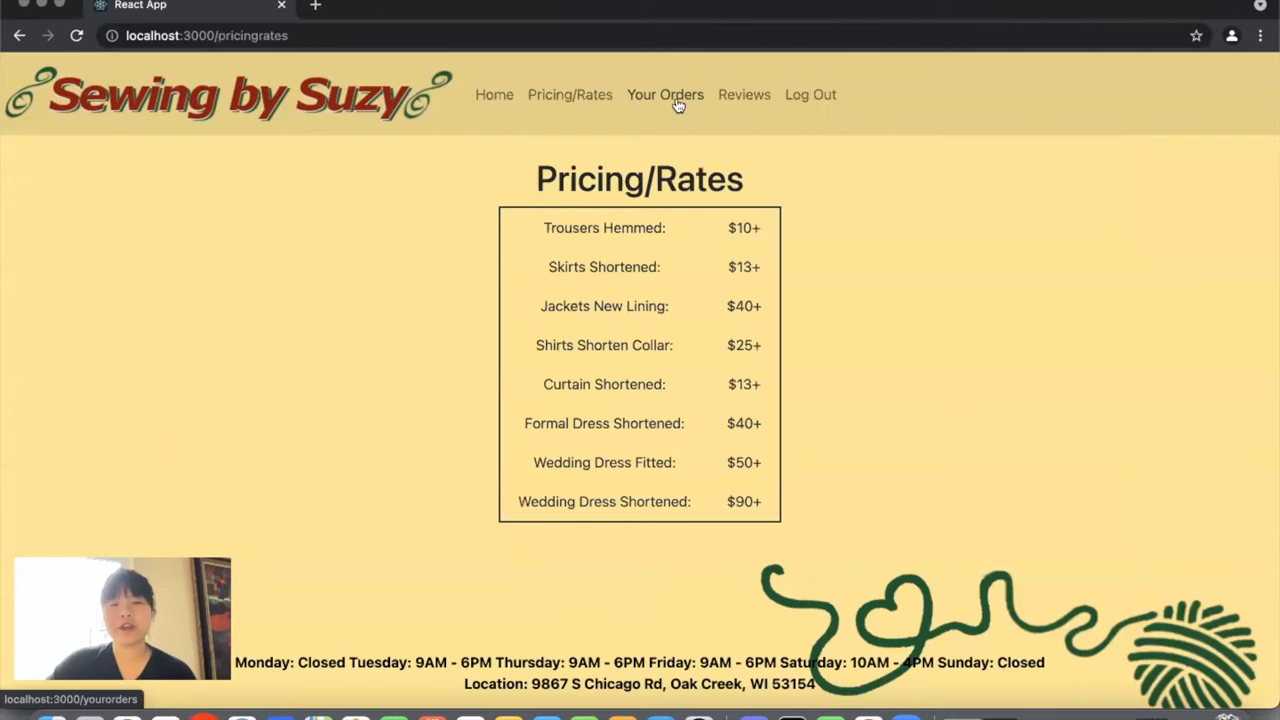 React App
localhost:3000/pricingrates
Sewing by Suzy
Home Pricing/Rates Your Orders Reviews Log Out
Pricing/Rates
Trousers Hemmed: $10+
Skirts Shortened: $13+
Jackets New Lining: $40+
Shirts Shorten Collar: $25+
Curtain Shortened: $13+
Formal Dress Shortened: $40+
Wedding Dress Fitted: $50+
Wedding Dress Shortened: $90+
Monday: Closed Tuesday: 9AM - 6PM Thursday: 9AM - 6PM Friday: 9AM - 6PM Saturday: 10AM - 4PM Sunday: Closed
Location: 9867 S Chicago Rd, Oak Creek, WI 53154
localhost:3000/yourorders